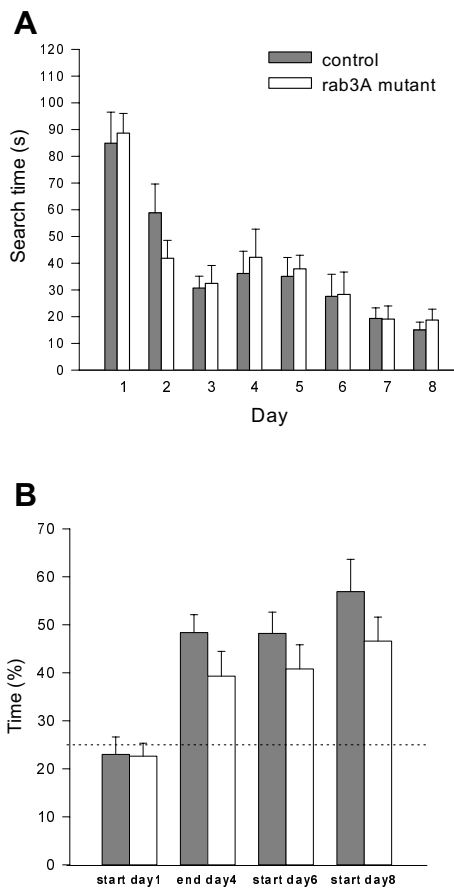 A
120
110
100
90
80
70
60
50
40
30
20
10
0
Search time (s)
control
rab3A mutant
1 2 3 4 5 6 7 8
Day
B
70
60
50
40
30
20
10
0
Time (%)
start day1 end day4 start day6 start day8